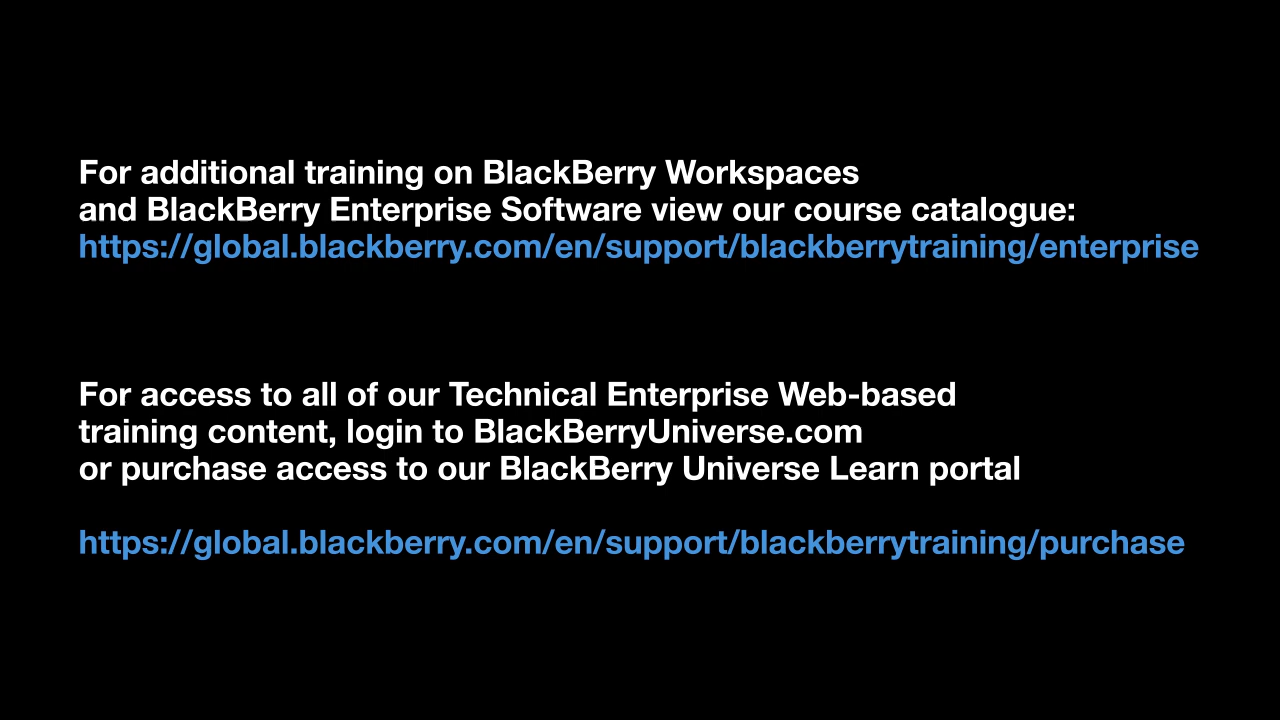 For additional training on BlackBerry Workspaces
and BlackBerry Enterprise Software view our course catalogue:
https://global.blackberry.com/en/support/blackberrytraining/enterprise
For access to all of our Technical Enterprise Web-based
training content, login to BlackBerryUniverse.com
or purchase access to our BlackBerry Universe Learn portal
https://global.blackberry.com/en/support/blackberrytraining/purchase